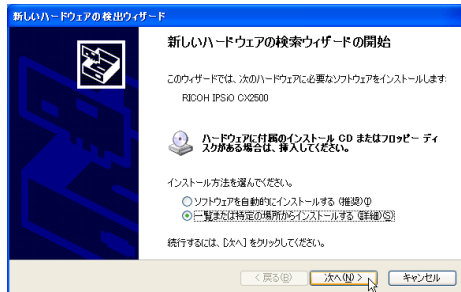 新しいハードウェアの検出ウィザード
新しいハードウェアの検索ウィザードの開始
このウィザードでは、次のハードウェアに必要なソフトウェアをインストールします:
RICOH IPSiO CX2500
ハードウェアに付属のインストール CD またはフロッピー ディ
スクがある場合は、挿入してください。
インストール方法を選んでください。
ソフトウェアを自動的にインストールする (推奨)(I)
一覧または特定の場所からインストールする (詳細)(S)
続行するには、[次へ] をクリックしてください。
< 戻る(B) 次へ(N) > キャンセル